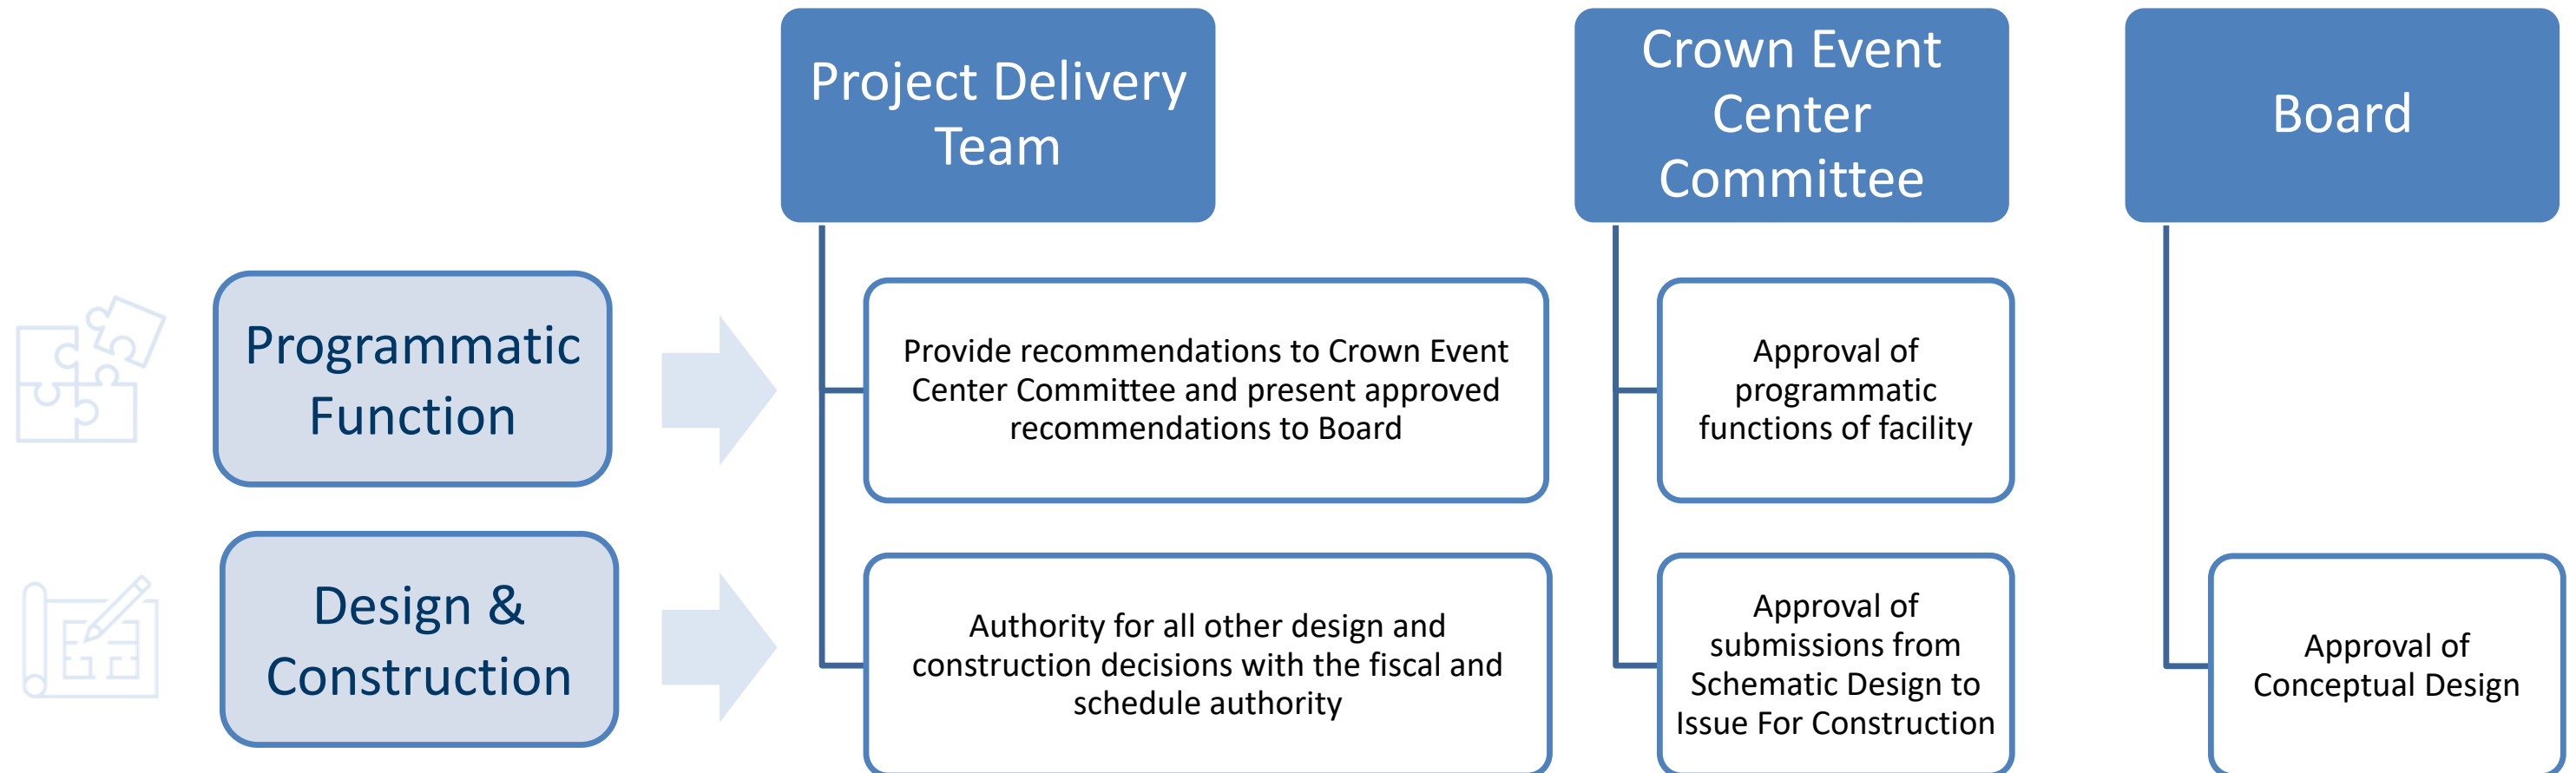 Project Delivery
Team
Crown Event
Center
Committee
Board
Programmatic
Function
Provide recommendations to Crown Event
Center Committee and present approved
recommendations to Board
Approval of
programmatic
functions of facility
Design &
Construction
Authority for all other design and
construction decisions with the fiscal and
schedule authority
Approval of
submissions from
Schematic Design to
Issue For Construction
Approval of
Conceptual Design